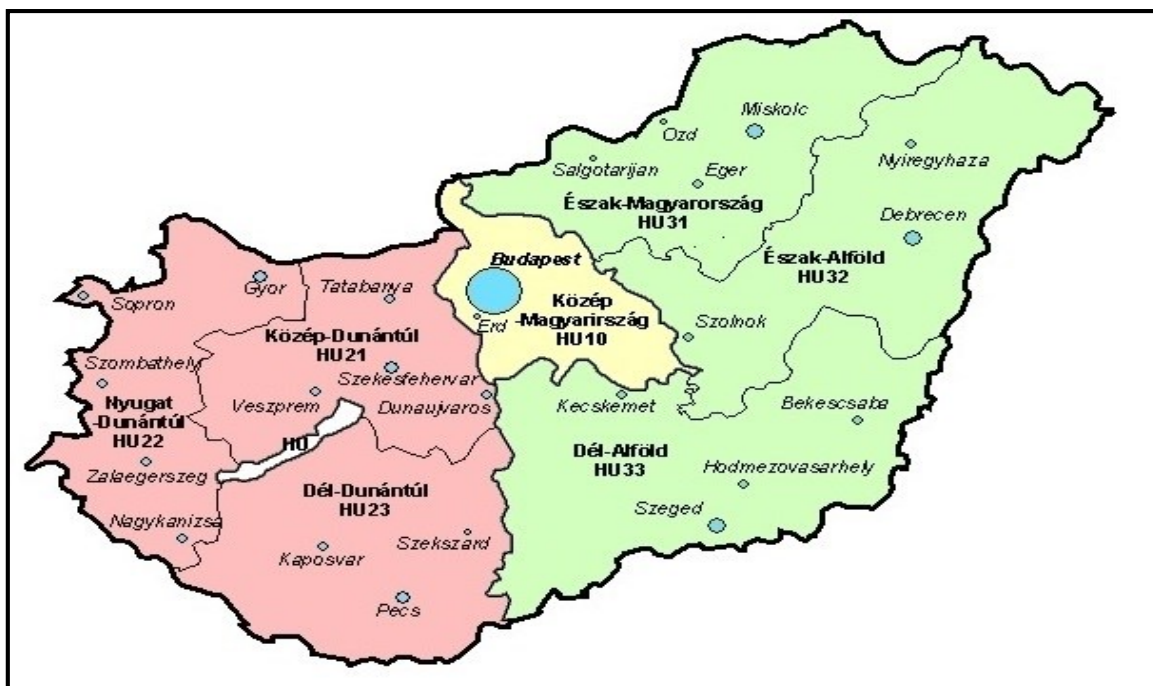 Miskolc
Ozd
Nyiregyhaza
Salgotarijan
Eger
Észak-Magyarország
HU31
Debrecen
Észak-Alföld
HU32
Budapest
Gyor
Tatabanya
Sopron
Közép
-Magyarirszág
HU10
Erd
Szolnok
Közép-Dunántúl
HU21
Szombathely
Szekesfehervar
Nyugat
-Dunántúl
HU22
Veszprem
Dunaujvaros
Kecskemet
Bekescsaba
HU
Dél-Alföld
HU33
Zalaegerszeg
Hodmezovasarhely
Dél-Dunántúl
HU23
Szeged
Nagykanizsa
Kaposvar
Szekszard
Pecs